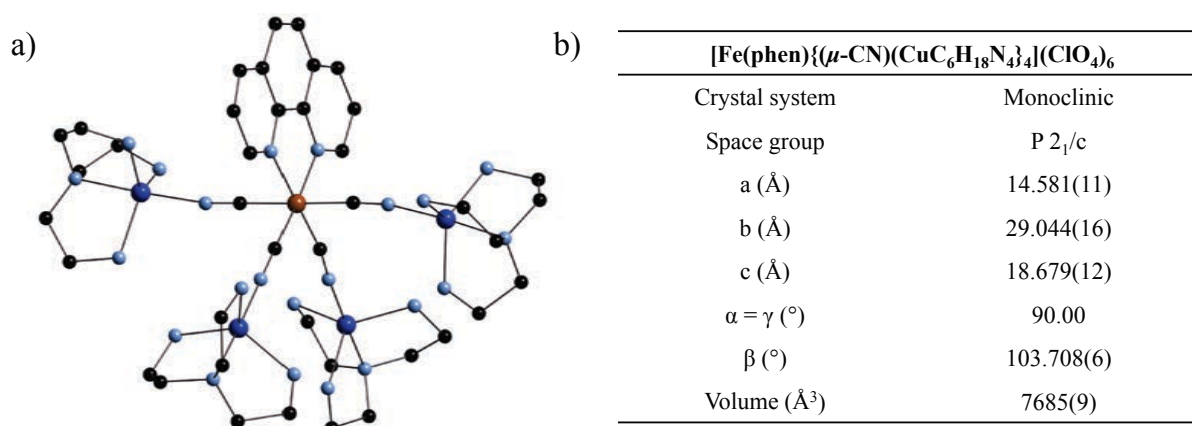 a)
b)
[Fe(phen){(μ-CN)(CuC₆H₁₈N₄}₄](ClO₄)₆
Crystal system Monoclinic
Space group P 2₁/c
a (Å) 14.581(11)
b (Å) 29.044(16)
c (Å) 18.679(12)
α = γ (°) 90.00
β (°) 103.708(6)
Volume (Å³) 7685(9)